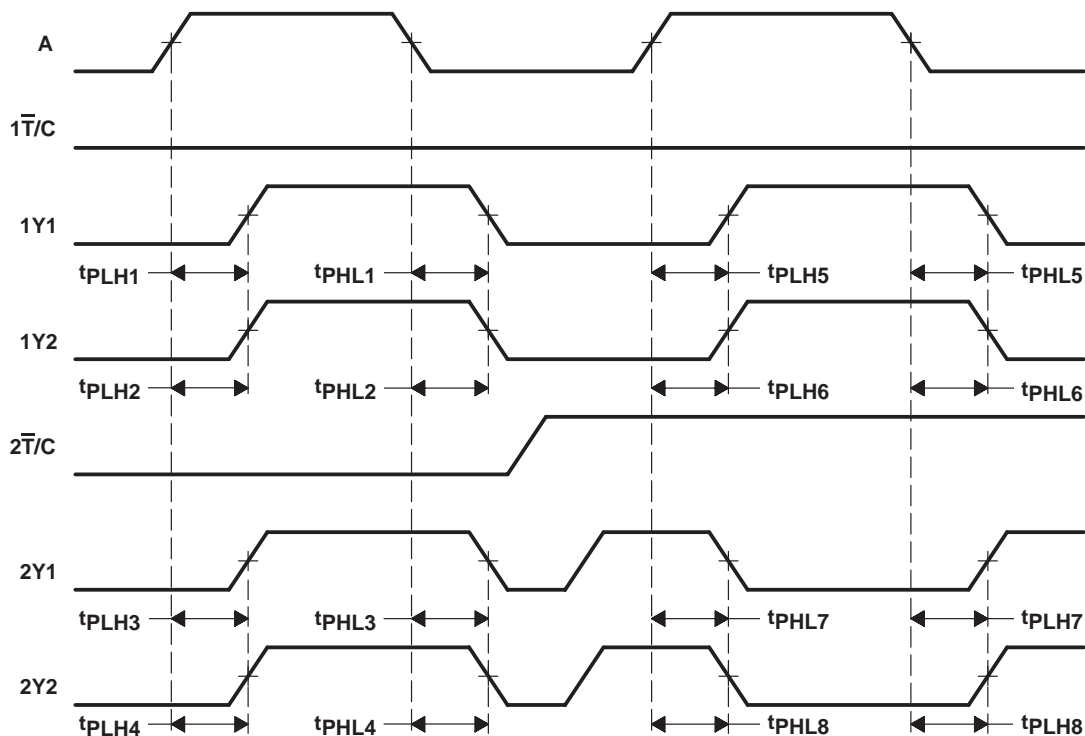 A
1T̅/C
1Y1
tPLH1 tPHL1 tPLH5 tPHL5
1Y2
tPLH2 tPHL2 tPLH6 tPHL6
2T̅/C
2Y1
tPLH3 tPHL3 tPHL7 tPLH7
2Y2
tPLH4 tPHL4 tPHL8 tPLH8